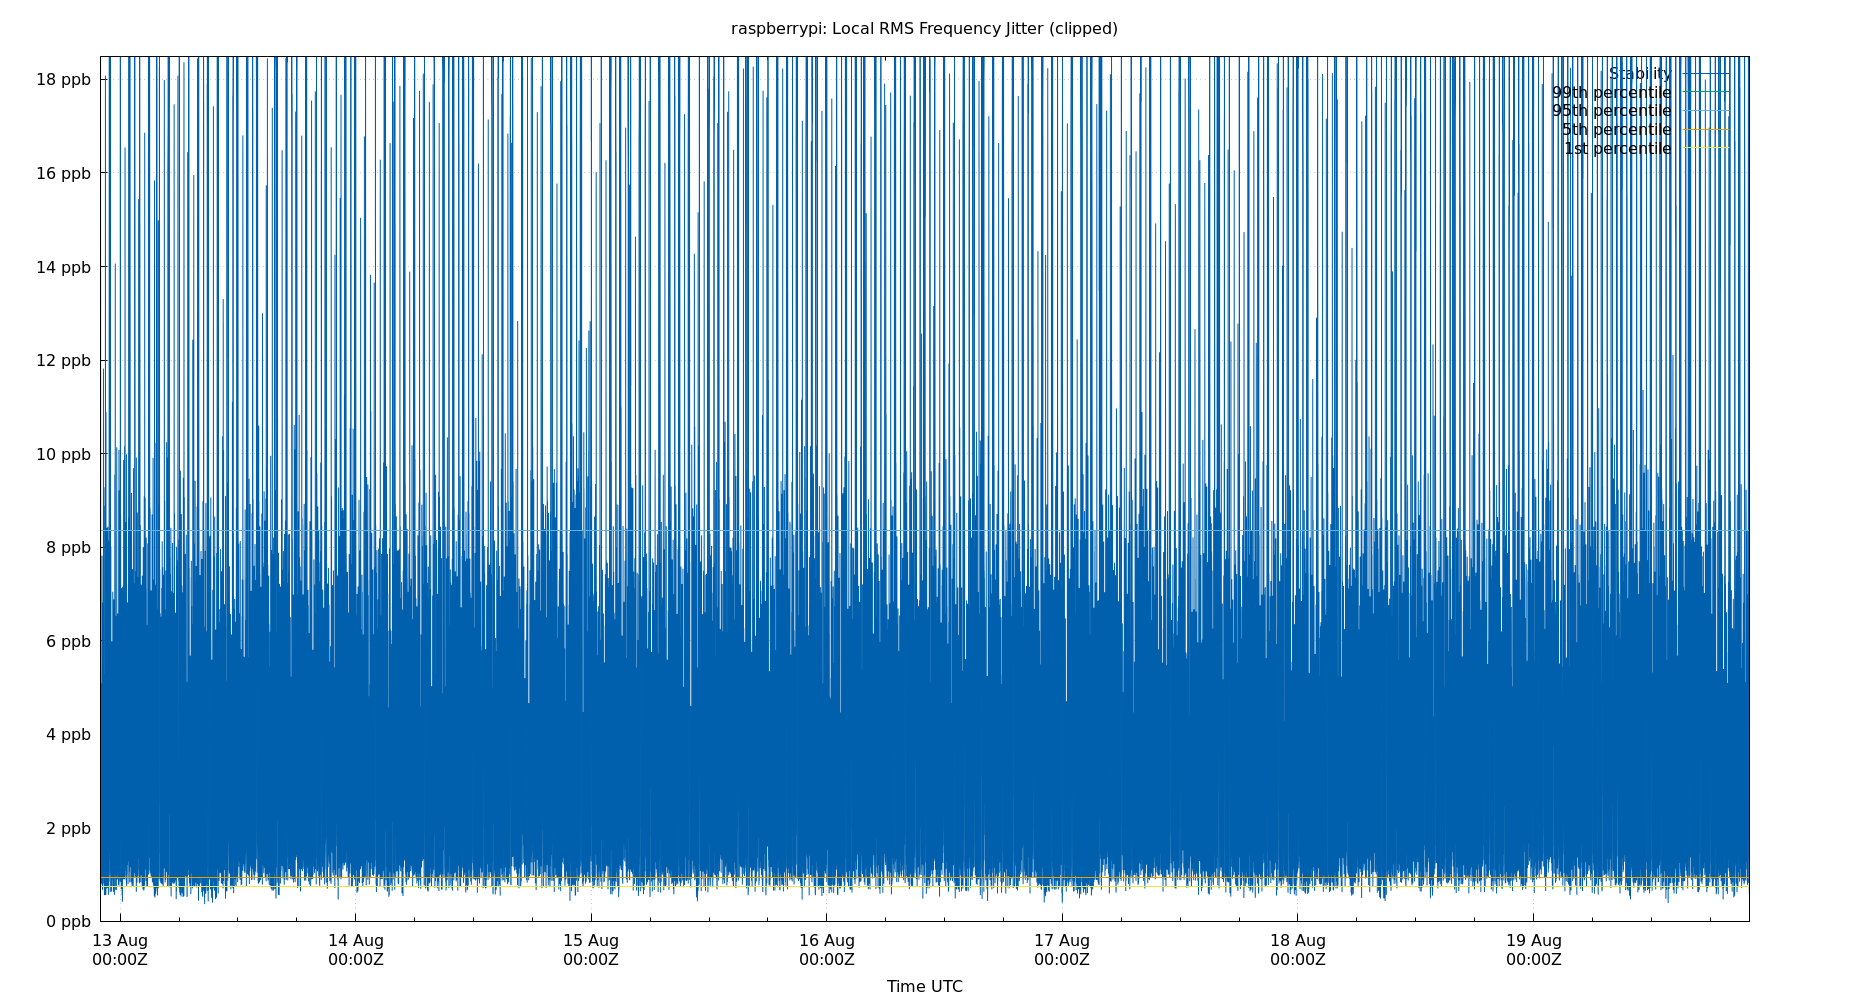 raspberrypi: Local RMS Frequency Jitter (clipped)
18 ppb
16 ppb
14 ppb
12 ppb
10 ppb
8 ppb
6 ppb
4 ppb
2 ppb
0 ppb
Stability
99th percentile
95th percentile
5th percentile
1st percentile
13 Aug 14 Aug 15 Aug 16 Aug 17 Aug 18 Aug 19 Aug
00:00Z 00:00Z 00:00Z 00:00Z 00:00Z 00:00Z 00:00Z
Time UTC